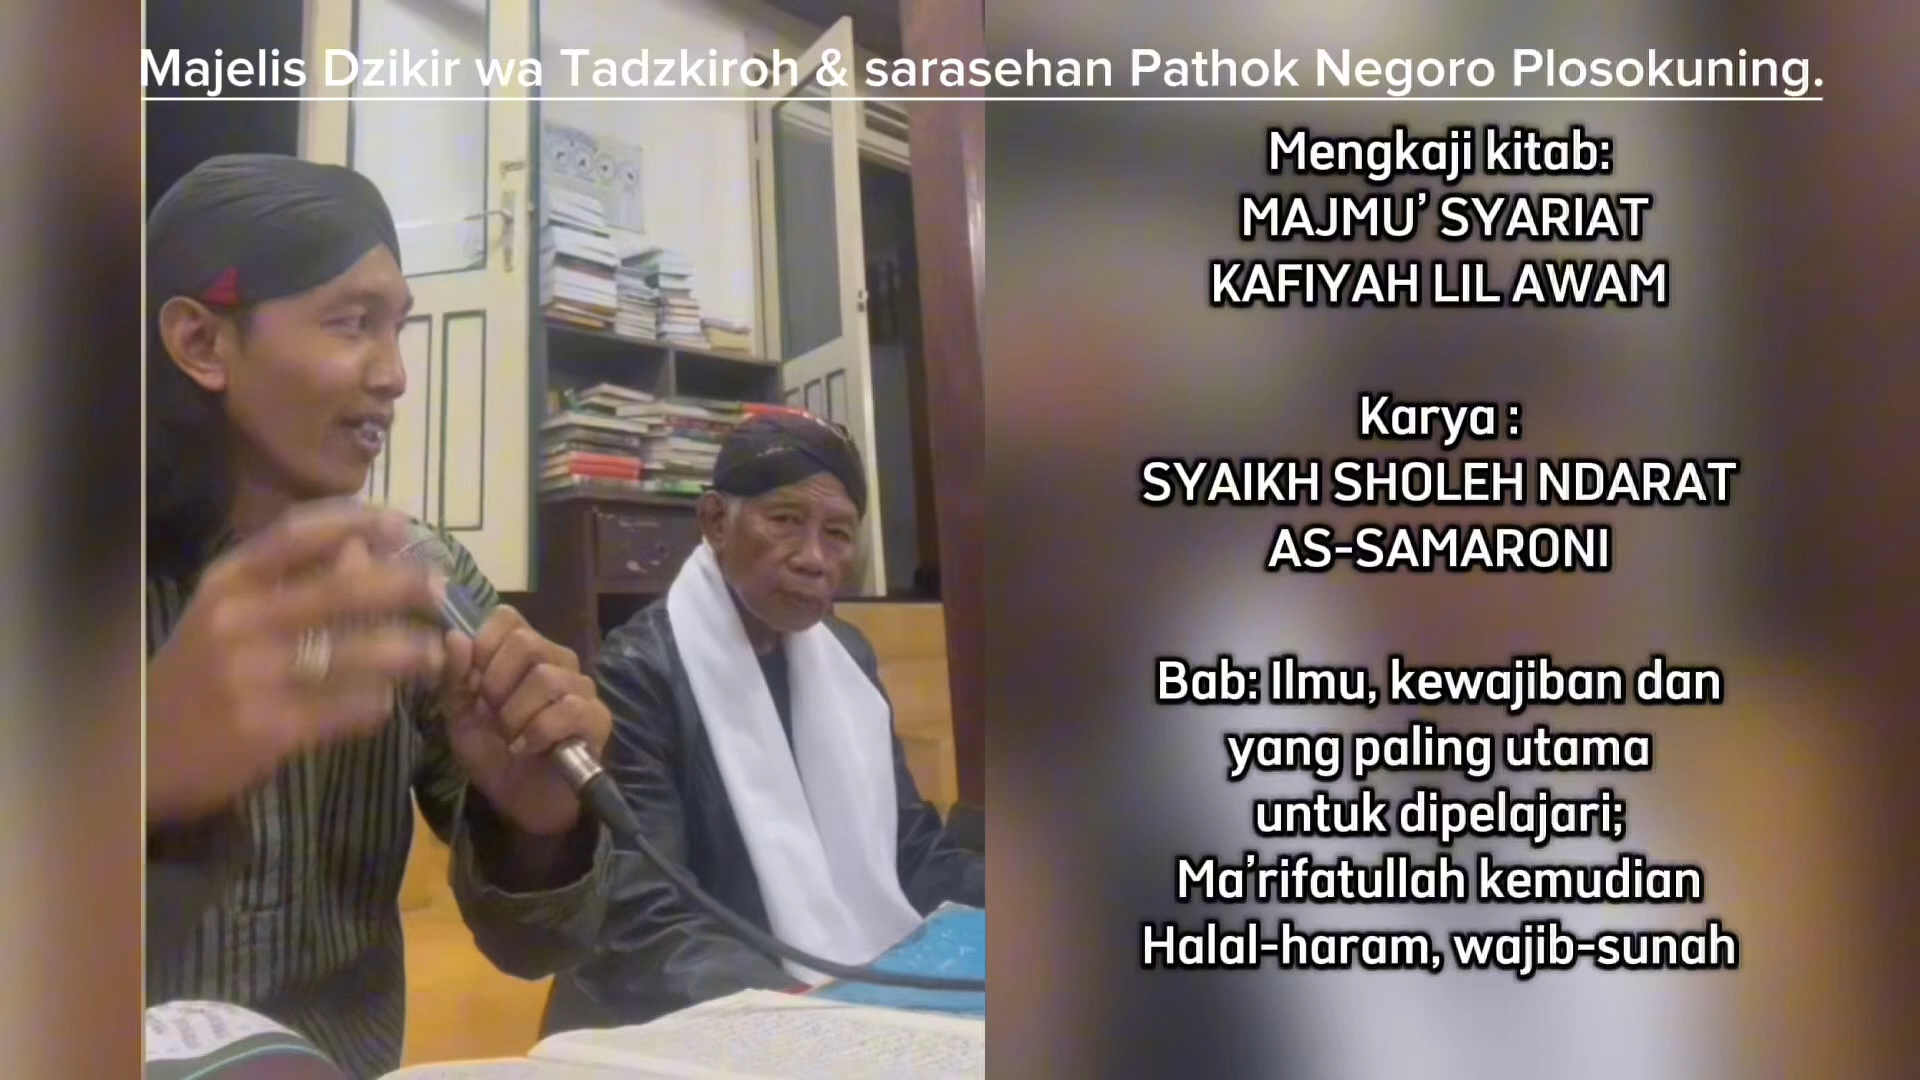 Majelis Dzikir wa Tadzkiroh & sarasehan Pathok Negoro Plosokuning.
Mengkaji kitab:
MAJMU’ SYARIAT
KAFIYAH LIL AWAM
Karya :
SYAIKH SHOLEH NDARAT
AS-SAMARONI
Bab: Ilmu, kewajiban dan
yang paling utama
untuk dipelajari;
Ma’rifatullah kemudian
Halal-haram, wajib-sunah